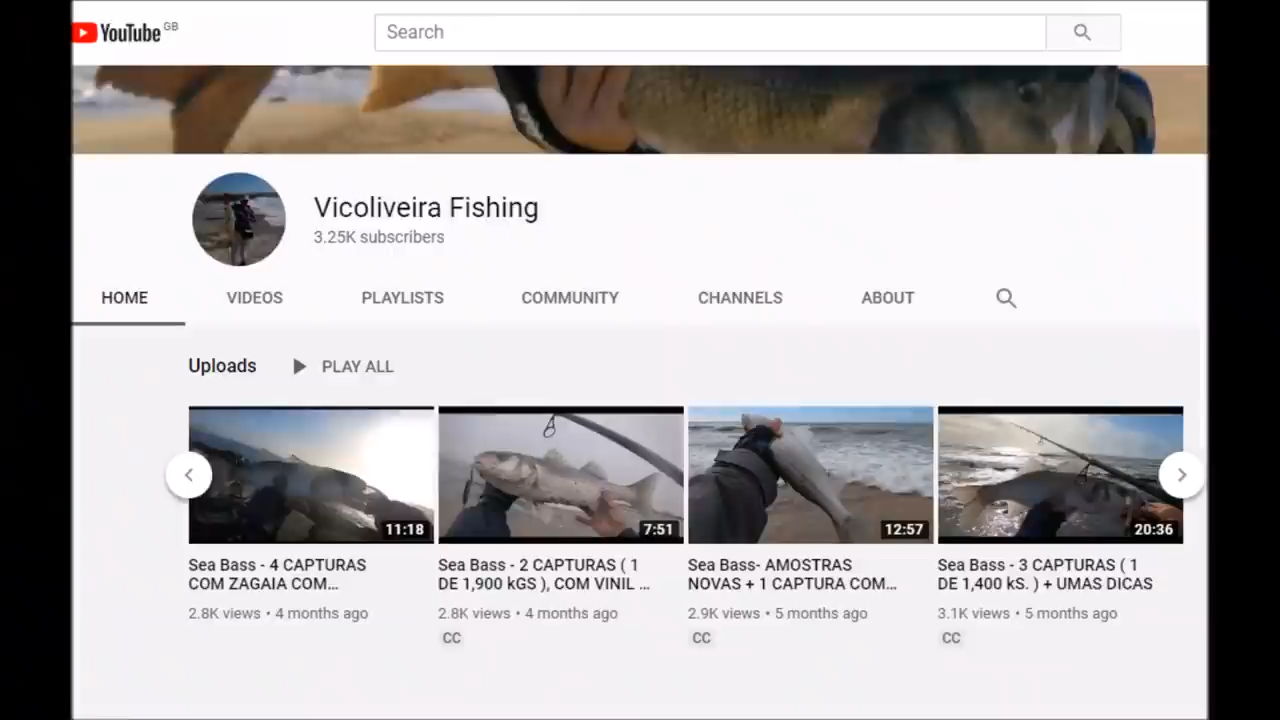 YouTube GB
Search
Vicoliveira Fishing
3.25K subscribers
HOME VIDEOS PLAYLISTS COMMUNITY CHANNELS ABOUT
Uploads PLAY ALL
11:18 7:51 12:57 20:36
Sea Bass - 4 CAPTURAS
COM ZAGAIA COM...
2.8K views • 4 months ago
Sea Bass - 2 CAPTURAS ( 1
DE 1,900 kGS ), COM VINIL ...
2.8K views • 4 months ago
CC
Sea Bass- AMOSTRAS
NOVAS + 1 CAPTURA COM...
2.9K views • 5 months ago
CC
Sea Bass - 3 CAPTURAS ( 1
DE 1,400 kS. ) + UMAS DICAS
3.1K views • 5 months ago
CC